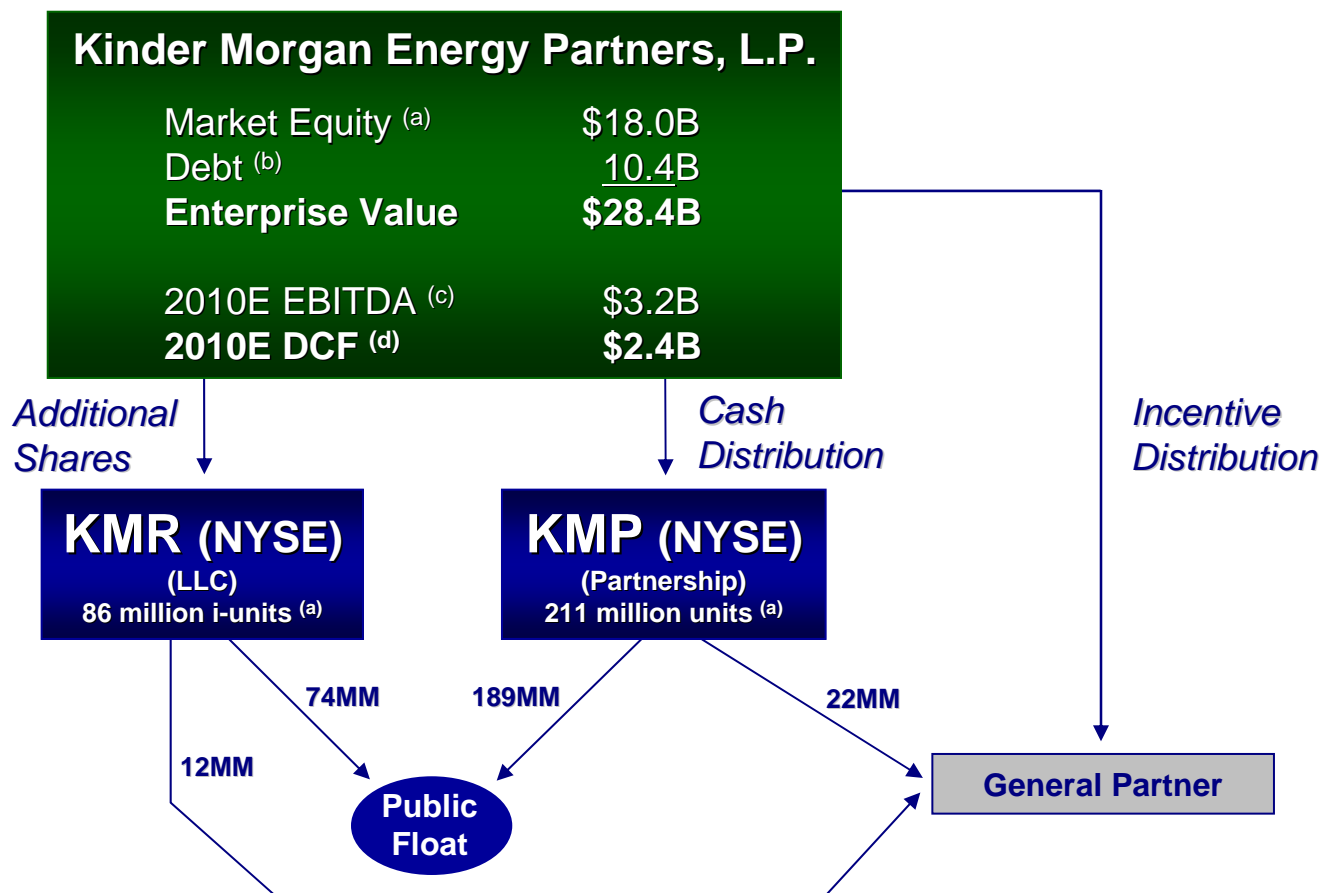 Kinder Morgan Energy Partners, L.P.
Market Equity (a) $18.0B
Debt (b) 10.4B
Enterprise Value $28.4B
2010E EBITDA (c) $3.2B
2010E DCF (d) $2.4B
Additional
Shares
Cash
Distribution
Incentive
Distribution
KMR (NYSE)
(LLC)
86 million i-units (a)
KMP (NYSE)
(Partnership)
211 million units (a)
74MM
189MM
22MM
12MM
General Partner
Public
Float